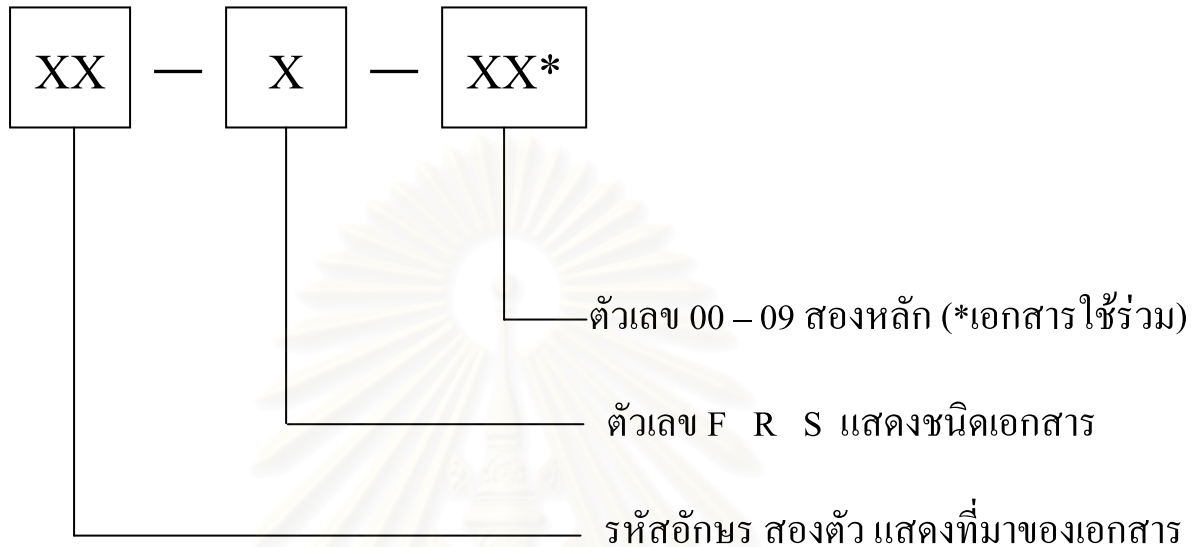 XX — X — XX*
ตัวเลข 00 – 09 สองหลัก (*เอกสารใช้ร่วม)
ตัวเลข F R S แสดงชนิดเอกสาร
รหัสอักษร สองตัว แสดงที่มาของเอกสาร